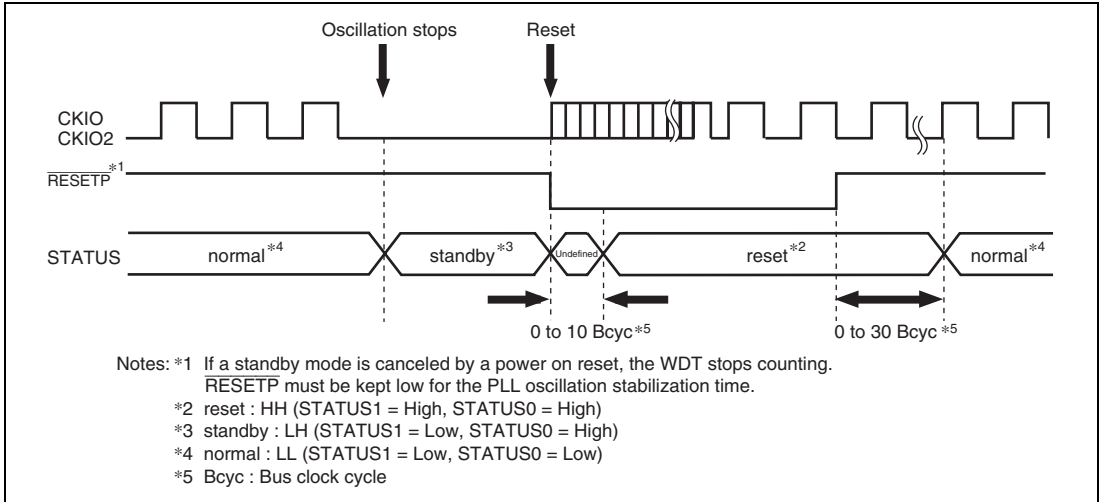 Oscillation stops Reset
CKIO
CKIO2
RESETP*1
STATUS normal*4 standby*3 Undefined reset*2 normal*4
0 to 10 Bcyc*5 0 to 30 Bcyc*5
Notes: *1 If a standby mode is canceled by a power on reset, the WDT stops counting.
RESETP must be kept low for the PLL oscillation stabilization time.
*2 reset : HH (STATUS1 = High, STATUS0 = High)
*3 standby : LH (STATUS1 = Low, STATUS0 = High)
*4 normal : LL (STATUS1 = Low, STATUS0 = Low)
*5 Bcyc : Bus clock cycle